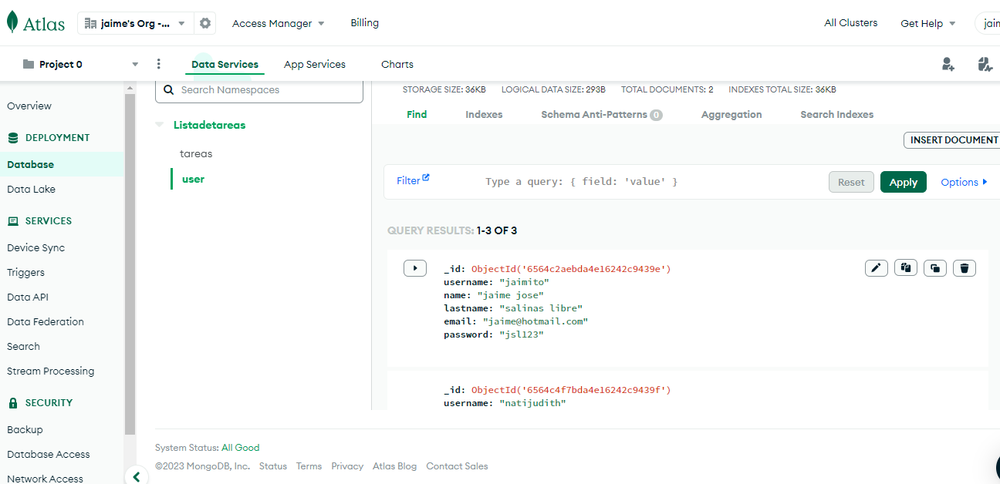 Atlas
jaime's Org -...
Access Manager
Billing
All Clusters
Get Help
Project 0
Data Services
App Services
Charts
Overview
DEPLOYMENT
Database
Data Lake
SERVICES
Device Sync
Triggers
Data API
Data Federation
Search
Stream Processing
SECURITY
Backup
Database Access
Network Access
Search Namespaces
Listadetareas
tareas
user
STORAGE SIZE: 36KB LOGICAL DATA SIZE: 293B TOTAL DOCUMENTS: 2 INDEXES TOTAL SIZE: 36KB
Find Indexes Schema Anti-Patterns 0 Aggregation Search Indexes
INSERT DOCUMENT
Filter Type a query: { field: 'value' } Reset Apply Options
QUERY RESULTS: 1-3 OF 3
_id: ObjectId('6564c2aebda4e16242c9439e')
username: "jaimito"
name: "jaime jose"
lastname: "salinas libre"
email: "jaime@hotmail.com"
password: "jsl123"
_id: ObjectId('6564c4f7bda4e16242c9439f')
username: "natijudith"
System Status: All Good
©2023 MongoDB, Inc. Status Terms Privacy Atlas Blog Contact Sales